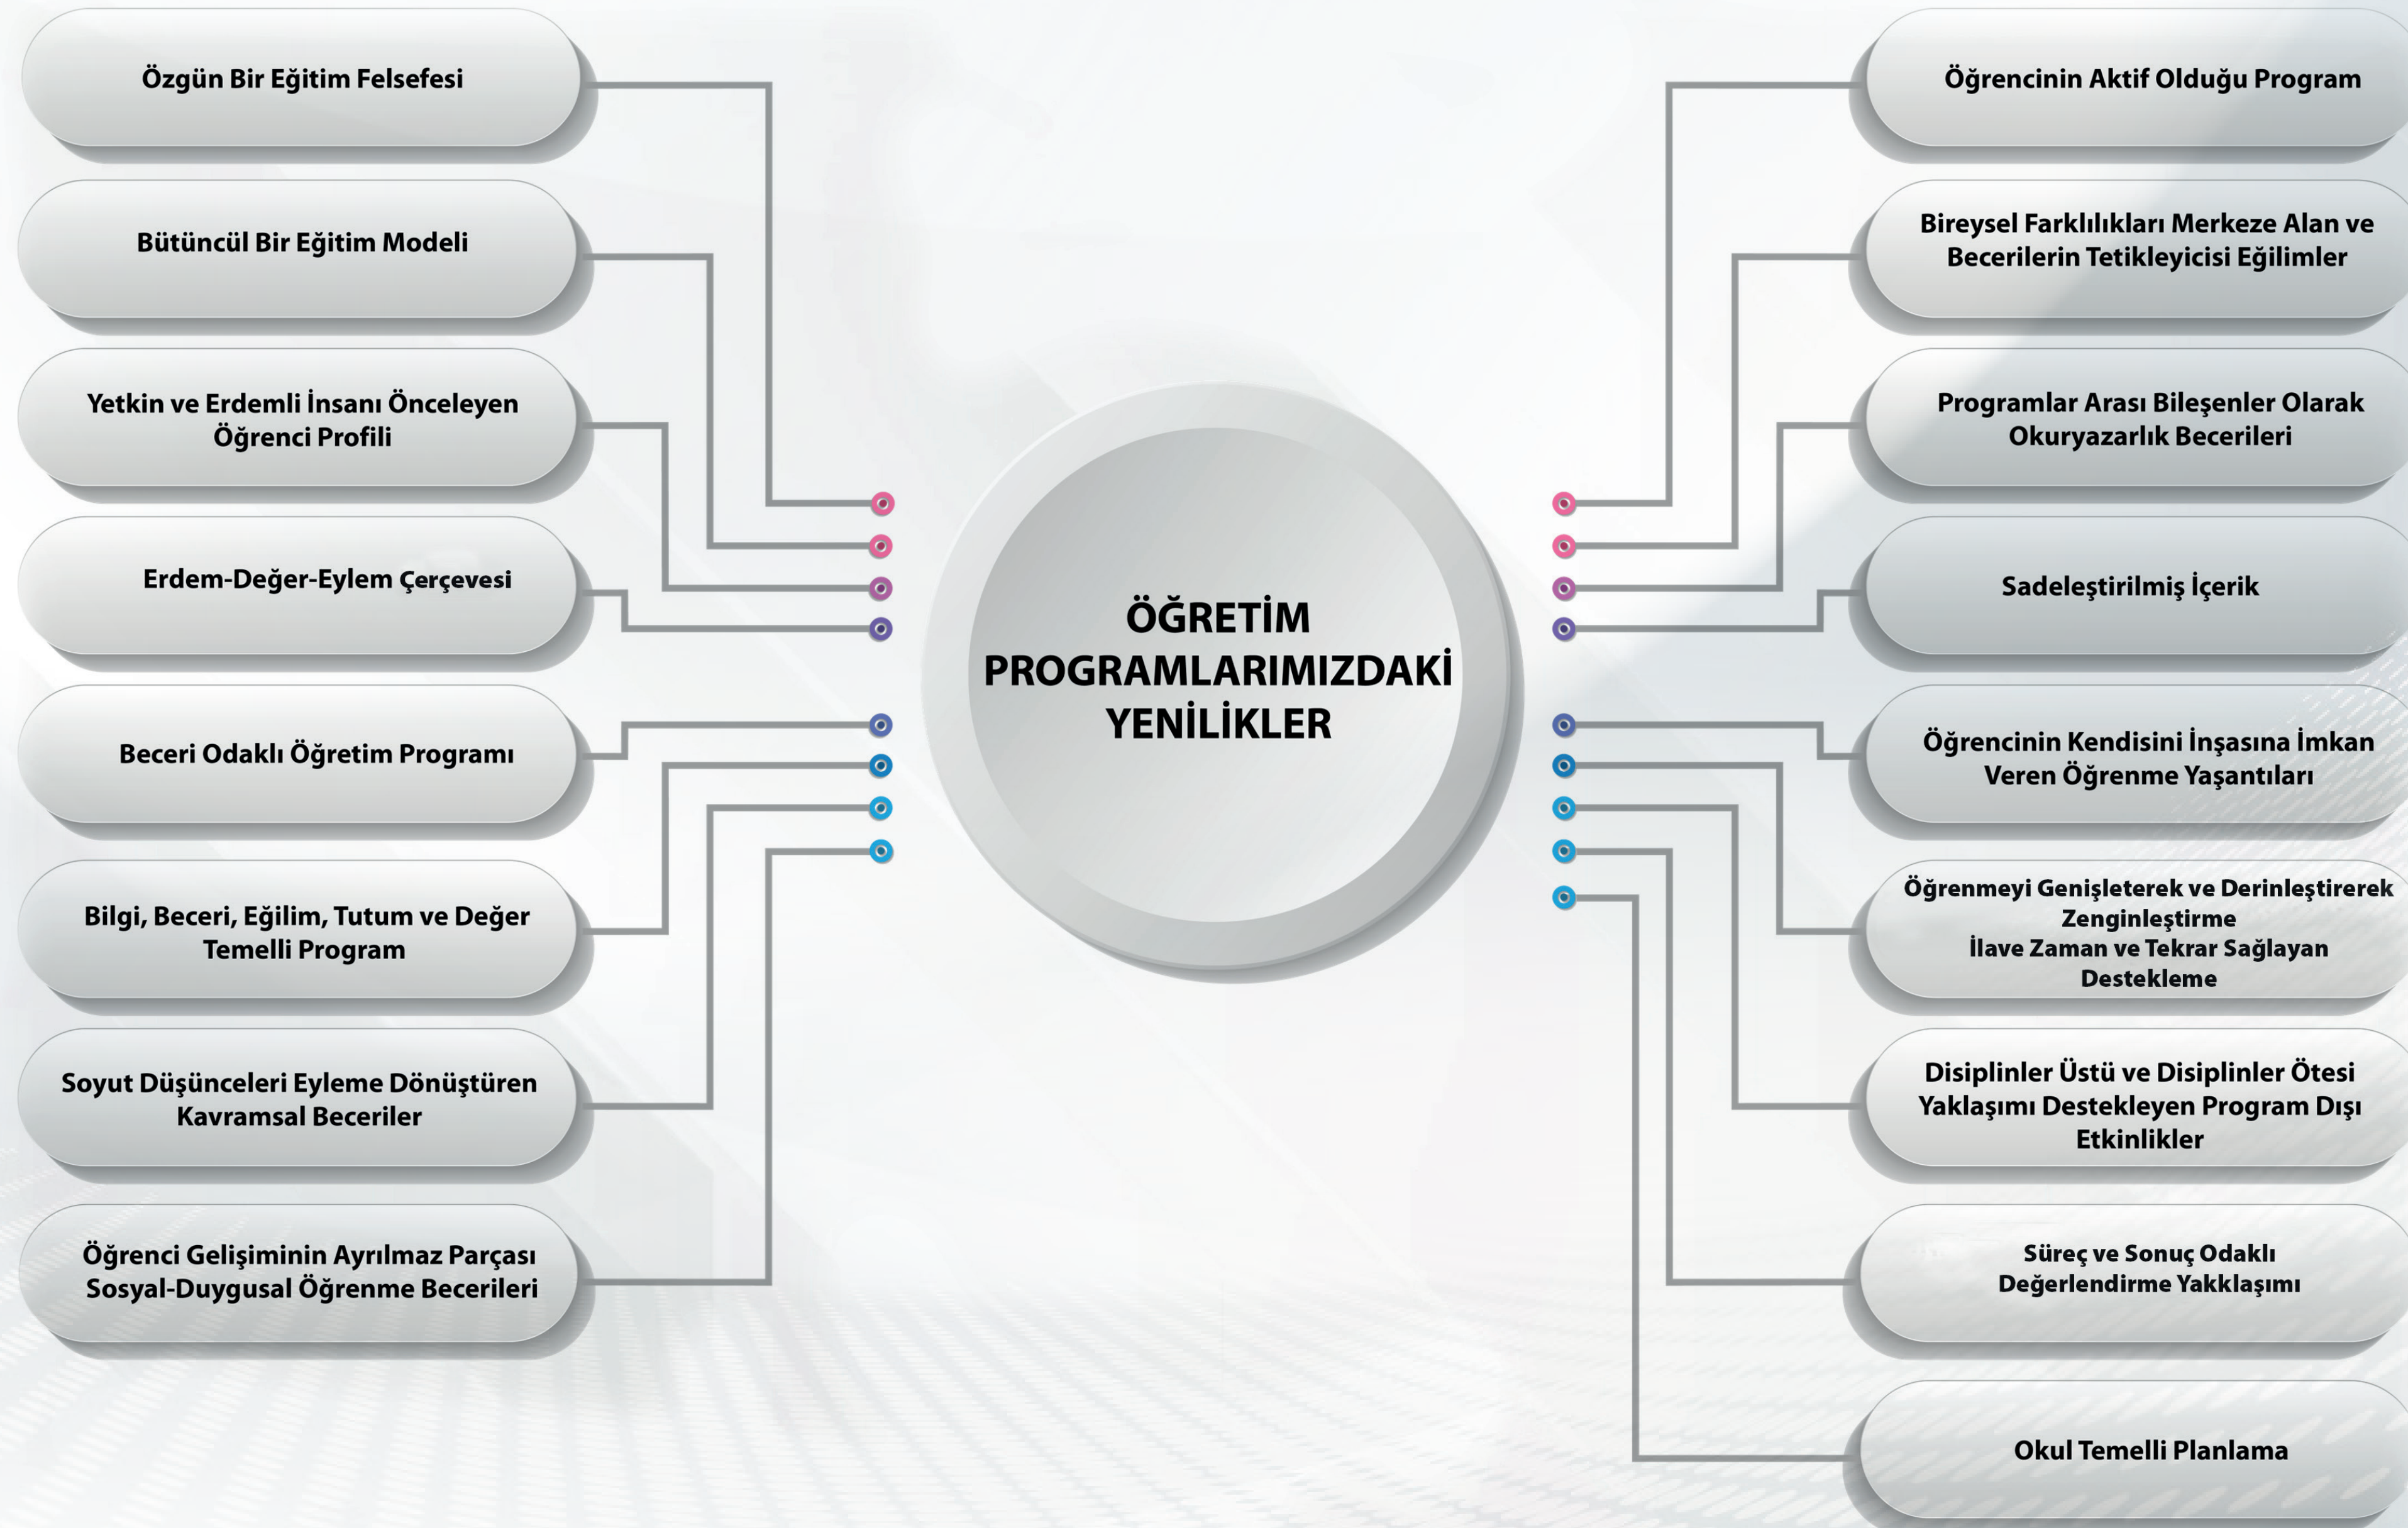 Özgün Bir Eğitim Felsefesi
Bütüncül Bir Eğitim Modeli
Yetkin ve Erdemli İnsanı Önceleyen
Öğrenci Profili
Erdem-Değer-Eylem Çerçevesi
Beceri Odaklı Öğretim Programı
Bilgi, Beceri, Eğilim, Tutum ve Değer
Temelli Program
Soyut Düşünceleri Eyleme Dönüştüren
Kavramsal Beceriler
Öğrenci Gelişiminin Ayrılmaz Parçası
Sosyal-Duygusal Öğrenme Becerileri
ÖĞRETİM
PROGRAMLARIMIZDAKİ
YENİLİKLER
Öğrencinin Aktif Olduğu Program
Bireysel Farklılıkları Merkeze Alan ve
Becerilerin Tetikleyicisi Eğilimler
Programlar Arası Bileşenler Olarak
Okuryazarlık Becerileri
Sadeleştirilmiş İçerik
Öğrencinin Kendisini İnşasına İmkan
Veren Öğrenme Yaşantıları
Öğrenmeyi Genişleterek ve Derinleştirerek
Zenginleştirme
İlave Zaman ve Tekrar Sağlayan
Destekleme
Disiplinler Üstü ve Disiplinler Ötesi
Yaklaşımı Destekleyen Program Dışı
Etkinlikler
Süreç ve Sonuç Odaklı
Değerlendirme Yakklaşımı
Okul Temelli Planlama